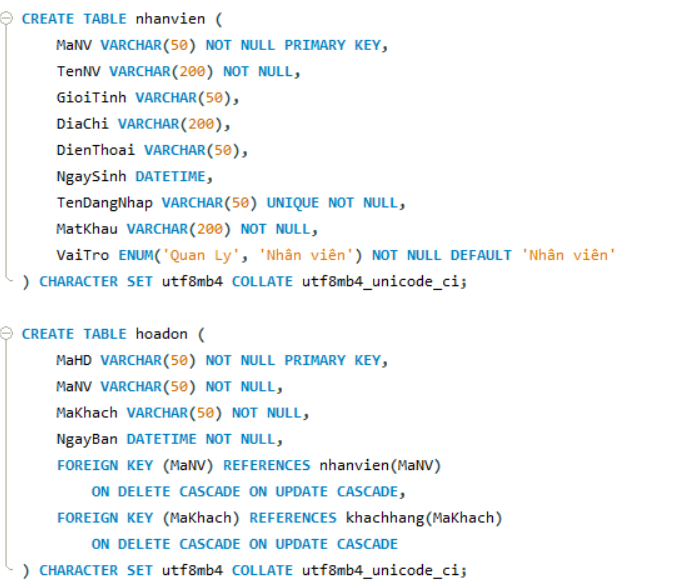 CREATE TABLE nhanvien (
MaNV VARCHAR(50) NOT NULL PRIMARY KEY,
TenNV VARCHAR(200) NOT NULL,
GioiTinh VARCHAR(50),
DiaChi VARCHAR(200),
DienThoai VARCHAR(50),
NgaySinh DATETIME,
TenDangNhap VARCHAR(50) UNIQUE NOT NULL,
MatKhau VARCHAR(200) NOT NULL,
VaiTro ENUM('Quan Ly', 'Nhân viên') NOT NULL DEFAULT 'Nhân viên'
) CHARACTER SET utf8mb4 COLLATE utf8mb4_unicode_ci;
CREATE TABLE hoadon (
MaHD VARCHAR(50) NOT NULL PRIMARY KEY,
MaNV VARCHAR(50) NOT NULL,
MaKhach VARCHAR(50) NOT NULL,
NgayBan DATETIME NOT NULL,
FOREIGN KEY (MaNV) REFERENCES nhanvien(MaNV)
ON DELETE CASCADE ON UPDATE CASCADE,
FOREIGN KEY (MaKhach) REFERENCES khachhang(MaKhach)
ON DELETE CASCADE ON UPDATE CASCADE
) CHARACTER SET utf8mb4 COLLATE utf8mb4_unicode_ci;